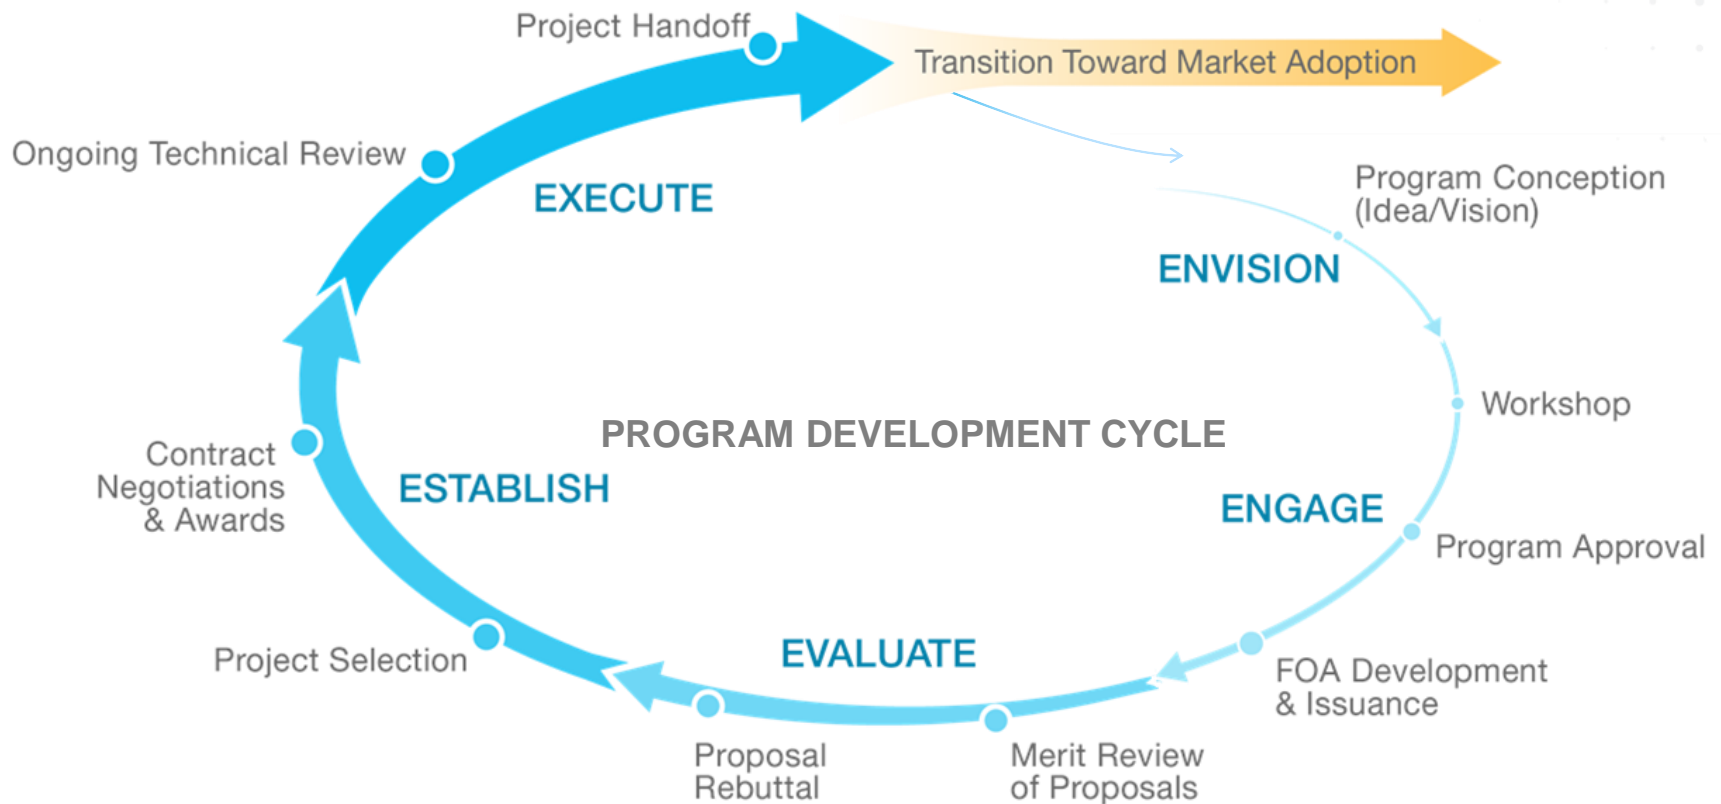 Project Handoff
Transition Toward Market Adoption
Ongoing Technical Review
EXECUTE
Program Conception
(Idea/Vision)
ENVISION
Workshop
PROGRAM DEVELOPMENT CYCLE
Contract
Negotiations
& Awards
ESTABLISH
ENGAGE
Program Approval
Project Selection
EVALUATE
FOA Development
& Issuance
Proposal
Rebuttal
Merit Review
of Proposals